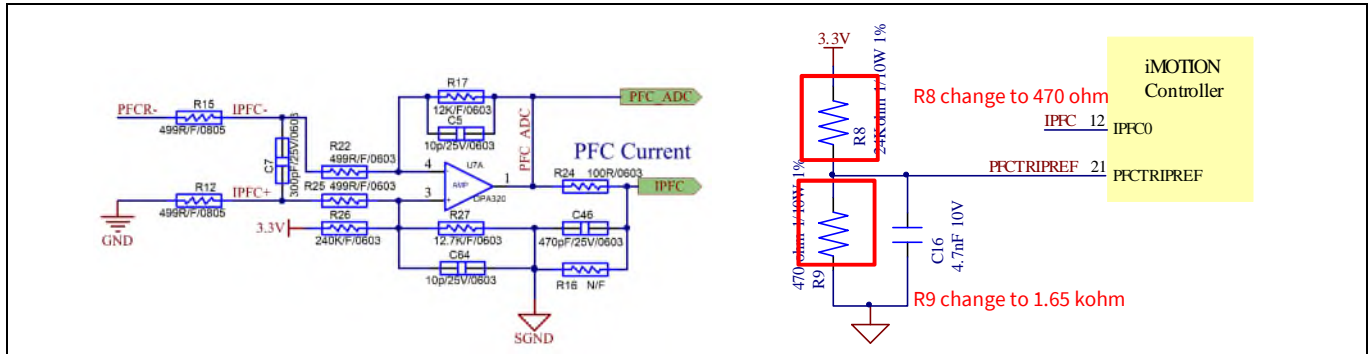 R17
12K/F/0603
C5
10p/25V/0603
PFC_ADC
PFCR-
R15
499R/F/0805
IPFC-
C7
300pF/25V/0603
R22
499R/F/0603
4
U7A
AMP
OPA320
1
3
PFC_ADC
PFC Current
R24
100R/0603
IPFC
R12
499R/F/0805
IPFC+
R25
499R/F/0603
GND
3.3V
R26
240K/F/0603
R27
12.7K/F/0603
C64
10p/25V/0603
C46
470pF/25V/0603
R16
N/F
SGND
3.3V
R8
24Kohm 1/10W 1%
R8 change to 470 ohm
iMOTION
Controller
IPFC
12
IPFC0
PFCTRIPREF
21
PFCTRIPREF
470 ohm 1/10W 1%
R9
C16
4.7nF 10V
R9 change to 1.65 kohm